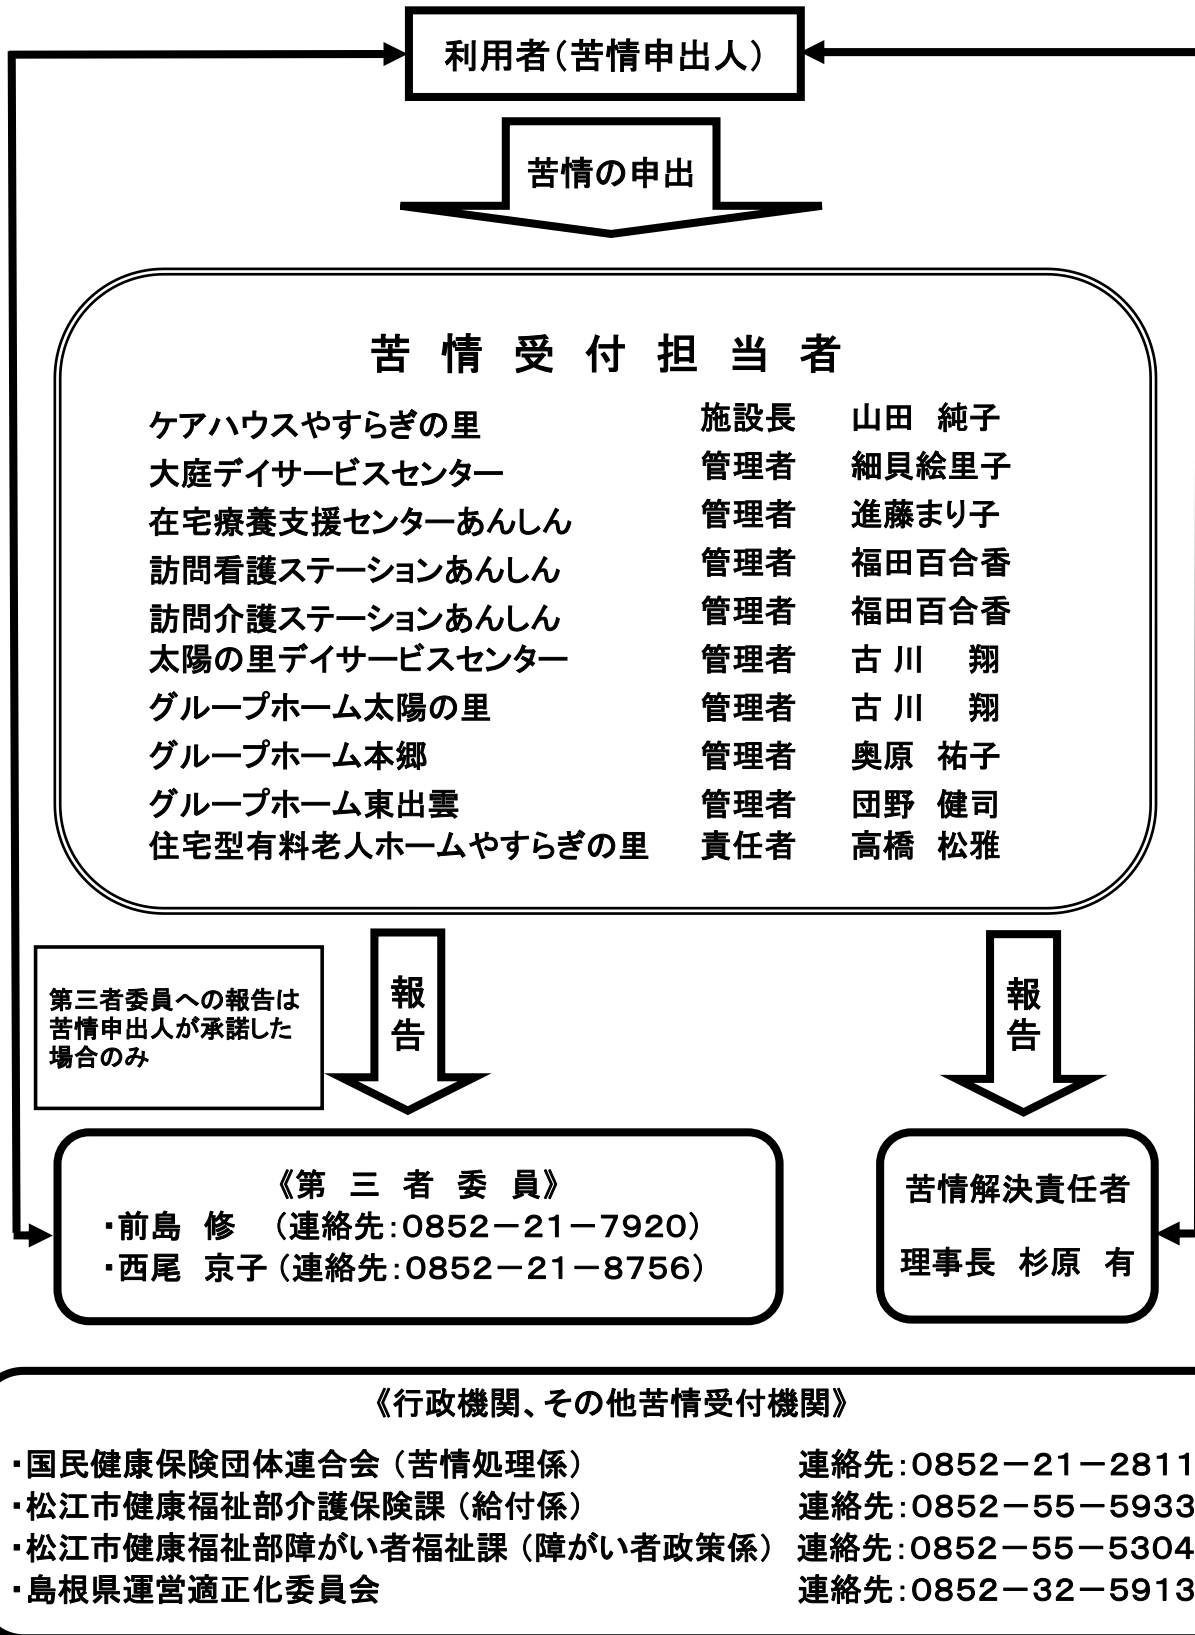 利用者（苦情申出人）
苦情の申出
苦情受付担当者
ケアハウスやすらぎの里　施設長　山田　純子
大庭デイサービスセンター　管理者　細貝絵里子
在宅療養支援センターあんしん　管理者　進藤まり子
訪問看護ステーションあんしん　管理者　福田百合香
訪問介護ステーションあんしん　管理者　福田百合香
太陽の里デイサービスセンター　管理者　古川　翔
グループホーム太陽の里　管理者　古川　翔
グループホーム本郷　管理者　奥原　祐子
グループホーム東出雲　管理者　団野　健司
住宅型有料老人ホームやすらぎの里　責任者　高橋　松雅
第三者委員への報告は
苦情申出人が承諾した
場合のみ
報告
報告
《第　三　者　委　員》
・前島　修　（連絡先：0852－21－7920）
・西尾　京子（連絡先：0852－21－8756）
苦情解決責任者
理事長　杉原　有
《行政機関、その他苦情受付機関》
・国民健康保険団体連合会（苦情処理係）　連絡先：0852－21－2811
・松江市健康福祉部介護保険課（給付係）　連絡先：0852－55－5933
・松江市健康福祉部障がい者福祉課（障がい者政策係）　連絡先：0852－55－5304
・島根県運営適正化委員会　連絡先：0852－32－5913